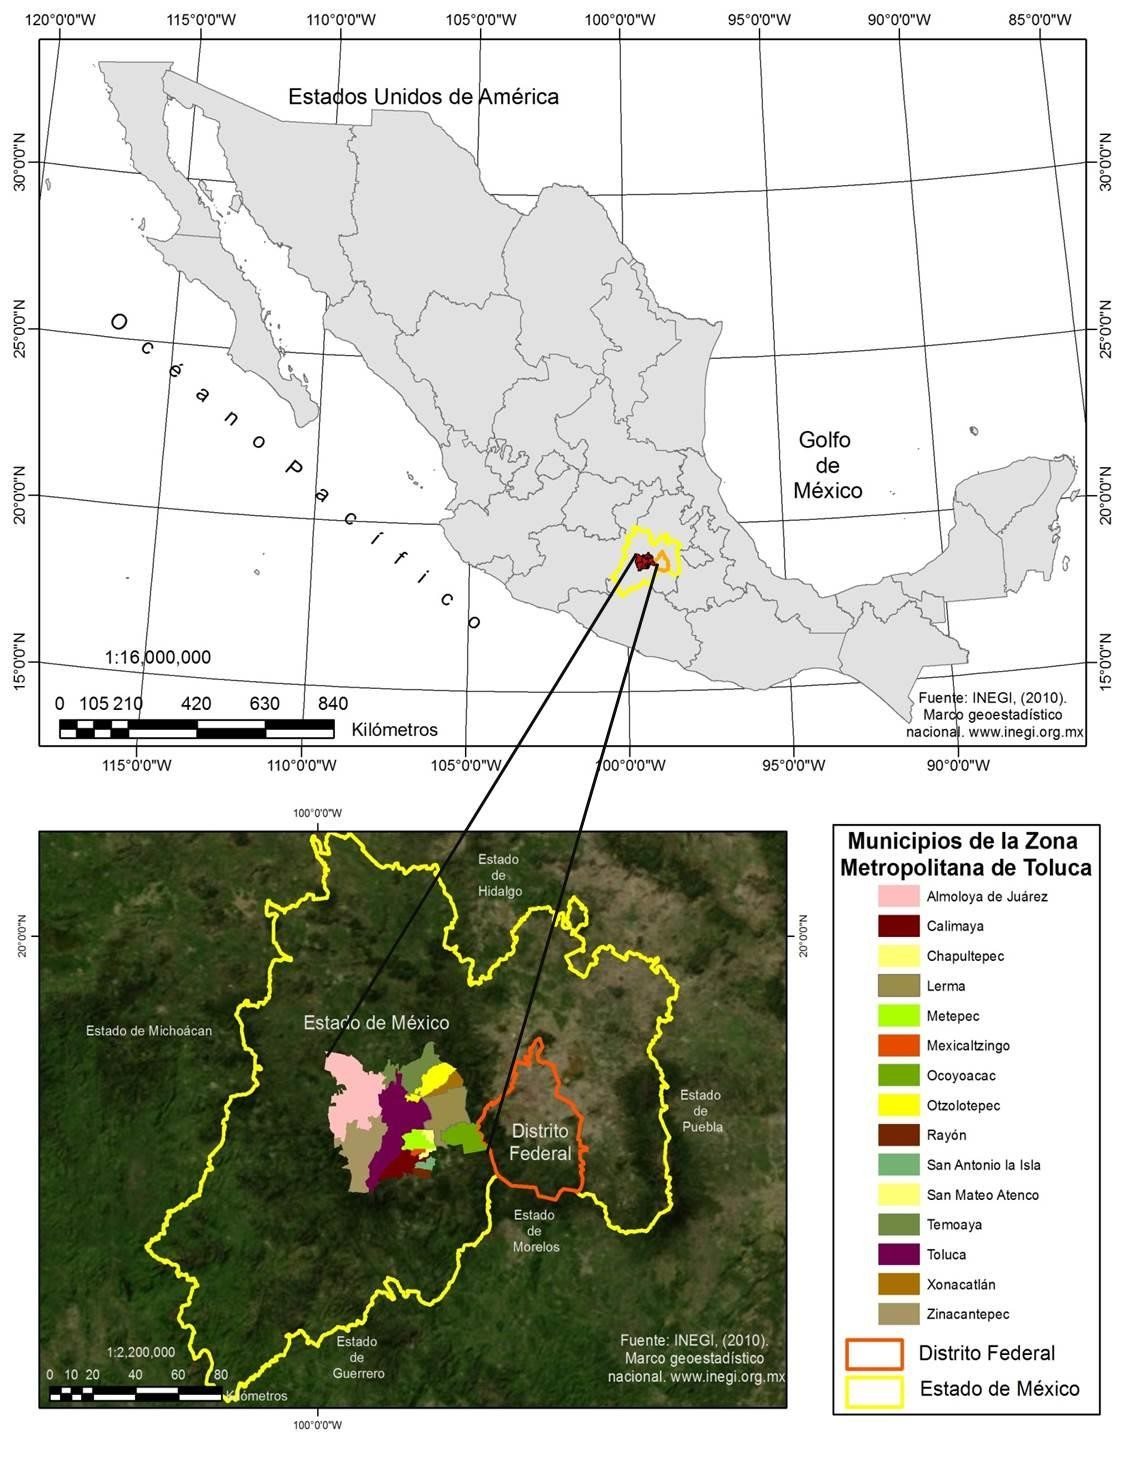 120°0'0"W 115°0'0"W 110°0'0"W 105°0'0"W 100°0'0"W 95°0'0"W 90°0'0"W 85°0'0"W
Estados Unidos de América
30°0'0"N
30°0'0"N
25°0'0"N
25°0'0"N
Océano Pacífico
Golfo
de
México
20°0'0"N
20°0'0"N
15°0'0"N
15°0'0"N
1:16,000,000
0 105 210 420 630 840
Kilómetros
Fuente: INEGI, (2010).
Marco geoestadístico
nacional. www.inegi.org.mx
115°0'0"W 110°0'0"W 105°0'0"W 100°0'0"W 95°0'0"W 90°0'0"W
100°0'0"W
20°0'0"N
20°0'0"N
Estado
de
Hidalgo
Estado de Michoácan
Estado de México
Estado
de
Puebla
Distrito
Federal
Estado
de
Morelos
Estado
de
Guerrero
1:2,200,000
0 10 20 40 60 80
Kilómetros
Fuente: INEGI, (2010).
Marco geoestadístico
nacional. www.inegi.org.mx
100°0'0"W
Municipios de la Zona
Metropolitana de Toluca
Almoloya de Juárez
Calimaya
Chapultepec
Lerma
Metepec
Mexicaltzingo
Ocoyoacac
Otzolotepec
Rayón
San Antonio la Isla
San Mateo Atenco
Temoaya
Toluca
Xonacatlán
Zinacantepec
Distrito Federal
Estado de México